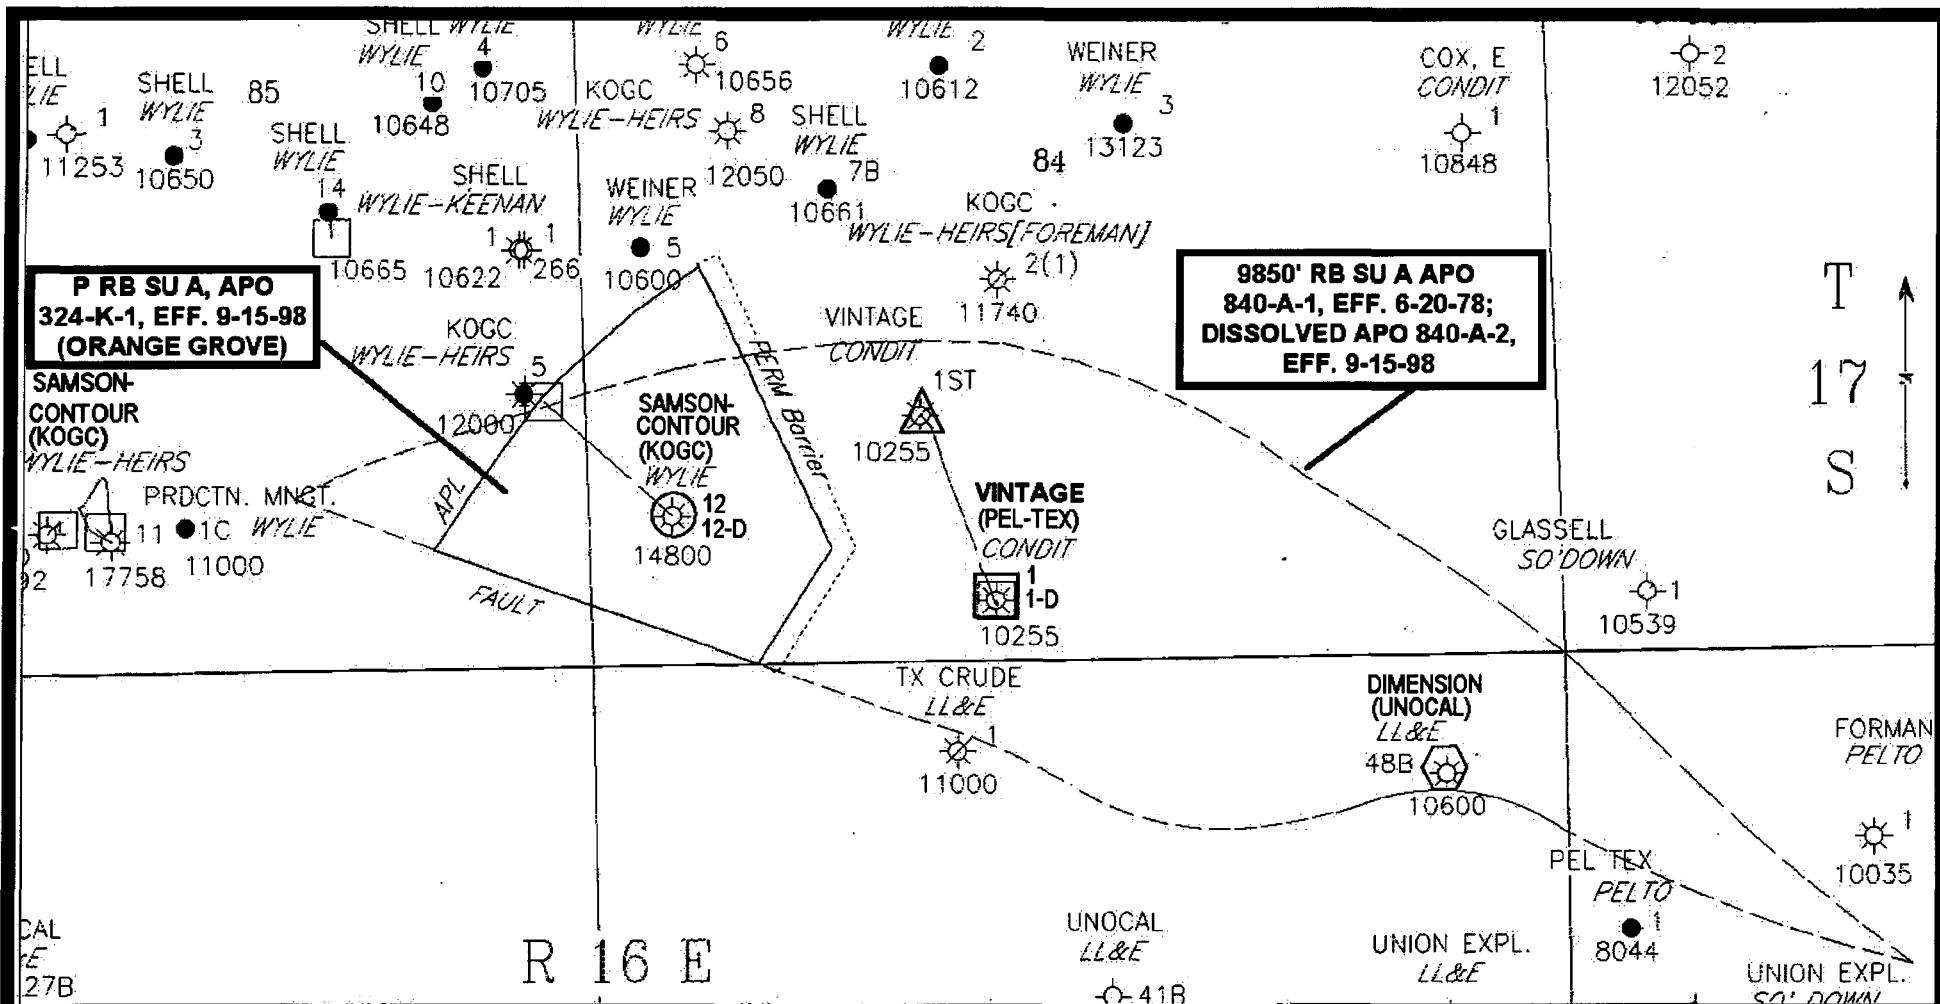 SHELL
WYLIE
4
10705
WYLIE
WYLIE
6
10656
WYLIE
2
10612
WEINER
WYLIE
3
13123
COX, E
CONDIT
1
10848
2
12052
ELL
LIE
1
11253
SHELL
WYLIE
3
10650
85
10
10648
KOGC
WYLIE-HEIRS
8
12050
SHELL
WYLIE
7B
10661
84
SHELL
WYLIE
14
10665
SHELL
WYLIE-KEENAN
1
1
10622
266
WEINER
WYLIE
5
10600
KOGC
WYLIE-HEIRS[FOREMAN]
2(1)
11740
P RB SU A, APO
324-K-1, EFF. 9-15-98
(ORANGE GROVE)
9850' RB SU A APO
840-A-1, EFF. 6-20-78;
DISSOLVED APO 840-A-2,
EFF. 9-15-98
T
17
S
KOGC
WYLIE-HEIRS
5
12000
VINTAGE
CONDIT
1ST
10255
PERM Barrier
SAMSON-
CONTOUR
(KOGC)
WYLIE-HEIRS
11
17758
92
SAMSON-
CONTOUR
(KOGC)
WYLIE
12
12-D
14800
PRDCTN. MNGT.
WYLIE
1C
11000
APL
FAULT
VINTAGE
(PEL-TEX)
CONDIT
1
1-D
10255
GLASSELL
SO'DOWN
1
10539
TX CRUDE
LL&E
1
11000
DIMENSION
(UNOCAL)
LL&E
48B
10600
FORMAN
PELTO
1
10035
PEL TEX
PELTO
1
8044
CAL
E
27B
R 16 E
UNOCAL
LL&E
41B
UNION EXPL.
LL&E
UNION EXPL.
SO' DOWN